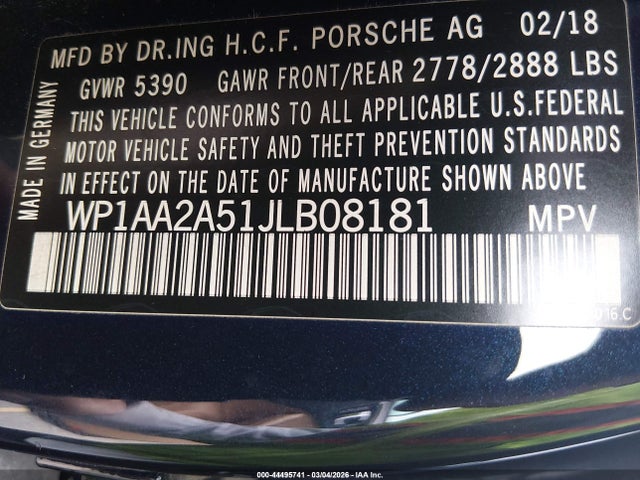 MFD BY DR.ING H.C.F. PORSCHE AG 02/18
GVWR 5390 GAWR FRONT/REAR 2778/2888 LBS
THIS VEHICLE CONFORMS TO ALL APPLICABLE U.S.FEDERAL
MOTOR VEHICLE SAFETY AND THEFT PREVENTION STANDARDS
IN EFFECT ON THE DATE OF MANUFACTURE SHOWN ABOVE
WP1AA2A51JLB08181 MPV
MADE IN GERMANY
000-44495741 | 03/04/2026 - IAA Inc.